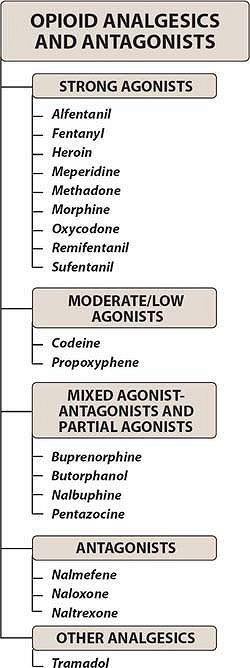 OPIOID ANALGESICS
AND ANTAGONISTS
STRONG AGONISTS
Alfentanil
Fentanyl
Heroin
Meperidine
Methadone
Morphine
Oxycodone
Remifentanil
Sufentanil
MODERATE/LOW
AGONISTS
Codeine
Propoxyphene
MIXED AGONIST-
ANTAGONISTS AND
PARTIAL AGONISTS
Buprenorphine
Butorphanol
Nalbuphine
Pentazocine
ANTAGONISTS
Nalmefene
Naloxone
Naltrexone
OTHER ANALGESICS
Tramadol